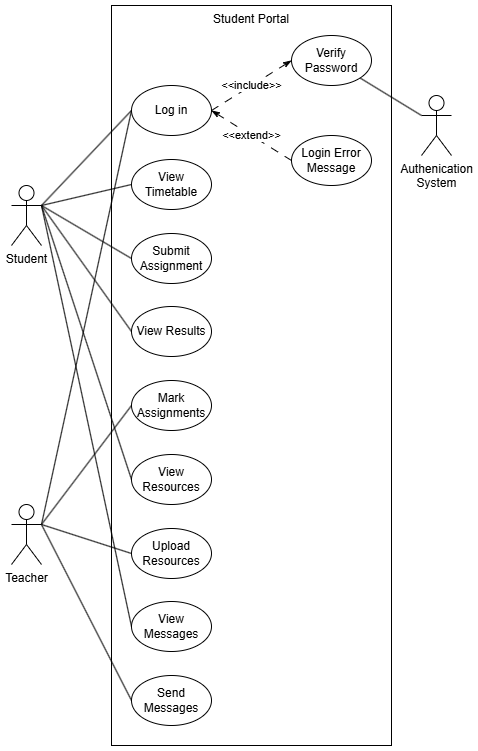 Student Portal
Verify
Password
<<include>>
Log in
<<extend>>
Login Error
Message
Authenication
System
View
Timetable
Student
Submit
Assignment
View Results
Mark
Assignments
View
Resources
Teacher
Upload
Resources
View
Messages
Send
Messages